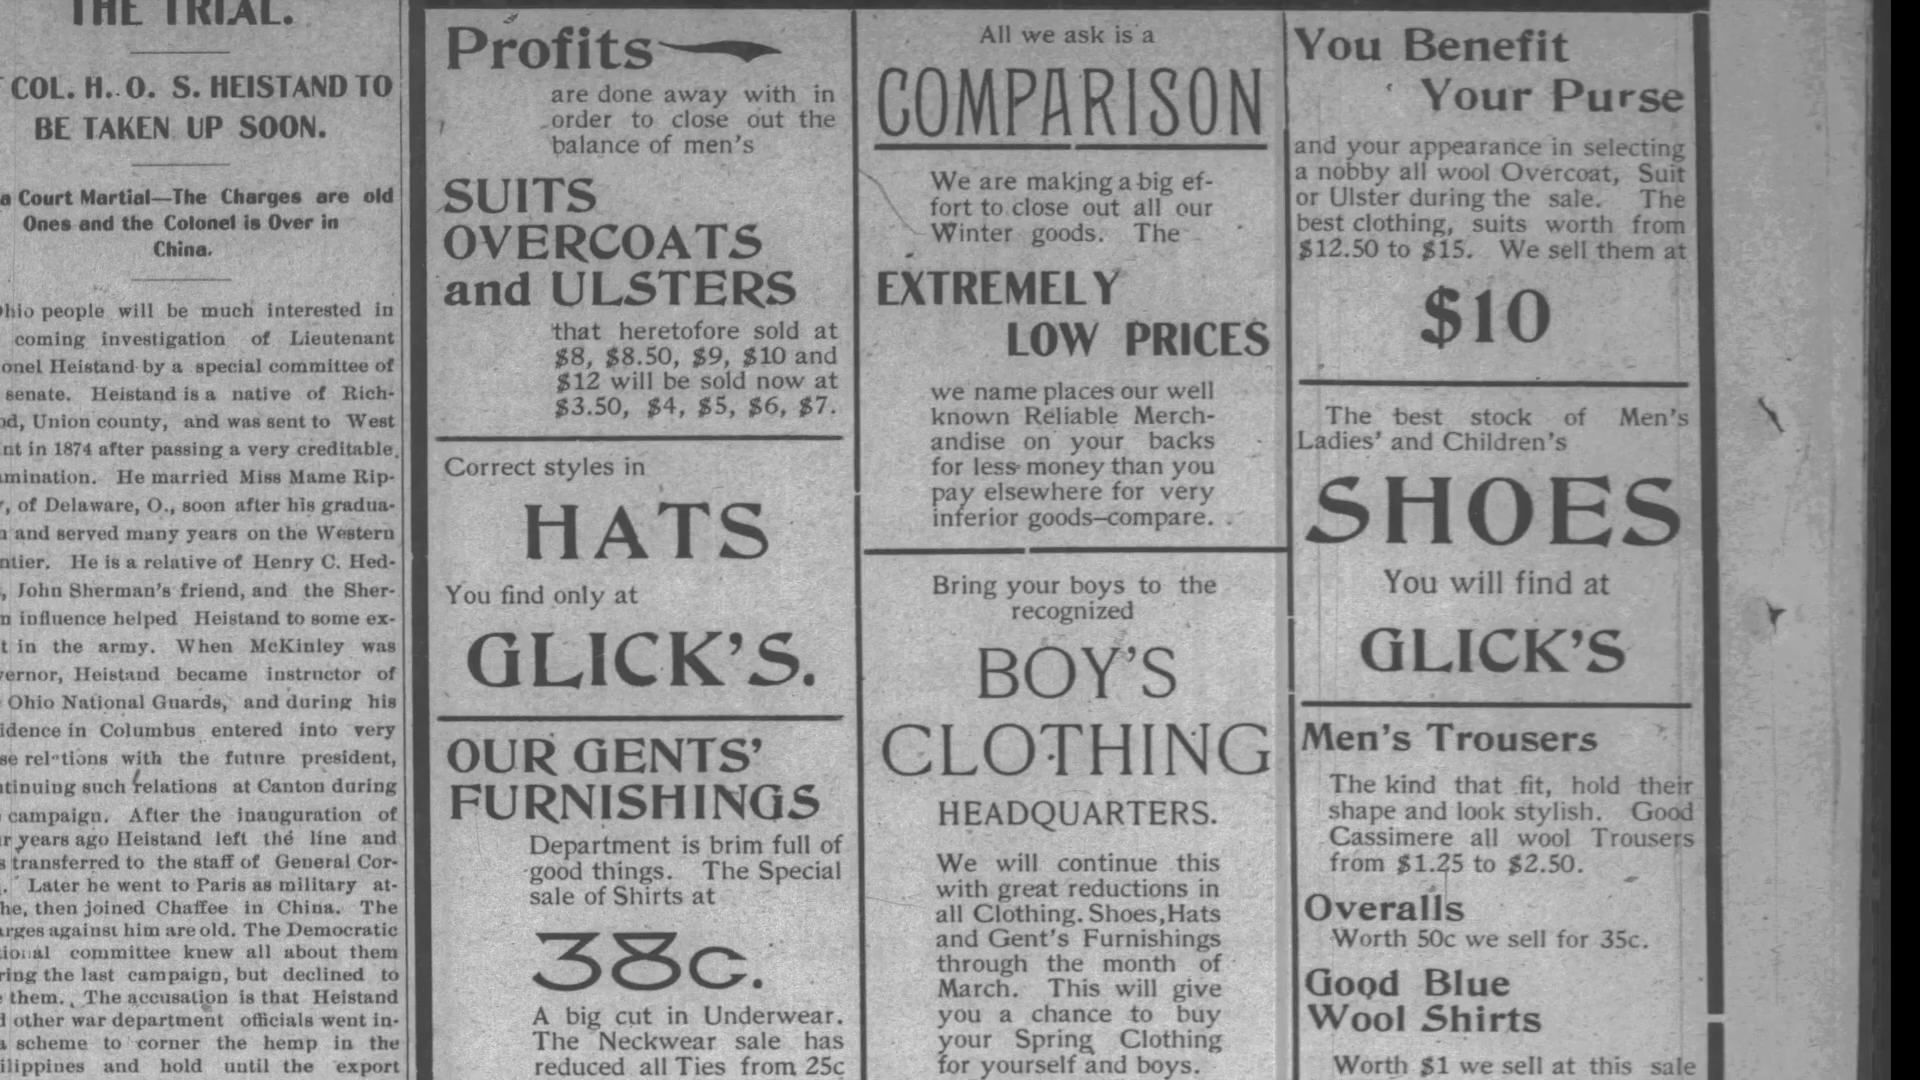 THE TRIAL.
COL. H. O. S. HEISTAND TO
BE TAKEN UP SOON.
a Court Martial—The Charges are old
Ones and the Colonel is Over in
China.
people will be much interested in
coming investigation of Lieutenant
Heistand by a special committee of
senate. Heistand is a native of Rich-
Union county, and was sent to West
in 1874 after passing a very creditable
He married Miss Mame Rip-
of Delaware, O., soon after his gradua-
and served many years on the Western
He is a relative of Henry C. Hed-
John Sherman's friend, and the Sher-
influence helped Heistand to some ex-
in the army. When McKinley was
Heistand became instructor of
Ohio National Guards, and during his
in Columbus entered into very
relations with the future president,
such relations at Canton during
campaign. After the inauguration of
years ago Heistand left the line and
transferred to the staff of General Cor-
Later he went to Paris as military at-
then joined Chaffee in China. The
against him are old. The Democratic
committee knew all about them
the last campaign, but declined to
them. The accusation is that Heistand
other war department officials went in-
a scheme to corner the hemp in the
and hold until the export
Profits
are done away with in
order to close out the
balance of men's
SUITS
OVERCOATS
and ULSTERS
that heretofore sold at
$8, $8.50, $9, $10 and
$12 will be sold now at
$3.50, $4, $5, $6, $7.
Correct styles in
HATS
You find only at
GLICK'S.
OUR GENTS'
FURNISHINGS
Department is brim full of
good things. The Special
sale of Shirts at
38c.
A big cut in Underwear.
The Neckwear sale has
reduced all Ties from 25c
All we ask is a
COMPARISON
We are making a big ef-
fort to close out all our
Winter goods. The
EXTREMELY
LOW PRICES
we name places our well
known Reliable Merch-
andise on your backs
for less money than you
pay elsewhere for very
inferior goods—compare.
Bring your boys to the
recognized
BOY'S
CLOTHING
HEADQUARTERS.
We will continue this
with great reductions in
all Clothing. Shoes, Hats
and Gent's Furnishings
through the month of
March. This will give
you a chance to buy
your Spring Clothing
for yourself and boys.
You Benefit
Your Purse
and your appearance in selecting
a nobby all wool Overcoat, Suit
or Ulster during the sale. The
best clothing, suits worth from
$12.50 to $15. We sell them at
$10
The best stock of Men's
Ladies' and Children's
SHOES
You will find at
GLICK'S
Men's Trousers
The kind that fit, hold their
shape and look stylish. Good
Cassimere all wool Trousers
from $1.25 to $2.50.
Overalls
Worth 50c we sell for 35c.
Good Blue
Wool Shirts
Worth $1 we sell at this sale